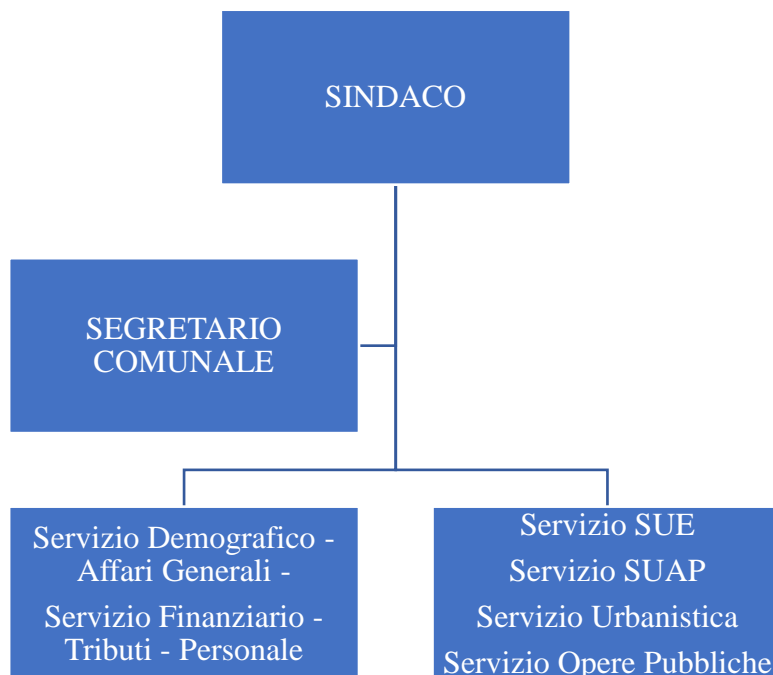 SINDACO
SEGRETARIO
COMUNALE
Servizio Demografico -
Affari Generali -
Servizio Finanziario -
Tributi - Personale
Servizio SUE
Servizio SUAP
Servizio Urbanistica
Servizio Opere Pubbliche